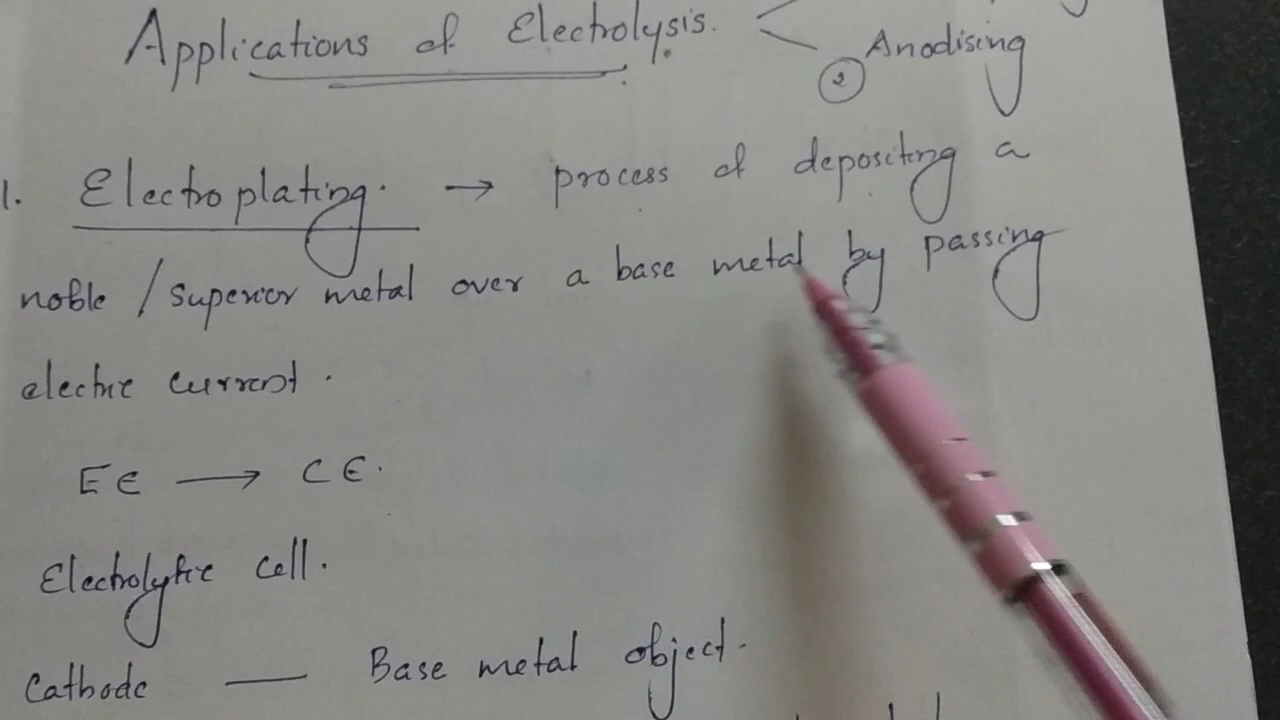 Applications of Electrolysis.
② Anodising
1. Electroplating. → process of depositing a
noble / superior metal over a base metal by passing
electric current.
EE → CE.
Electrolytic cell.
Cathode — Base metal object.